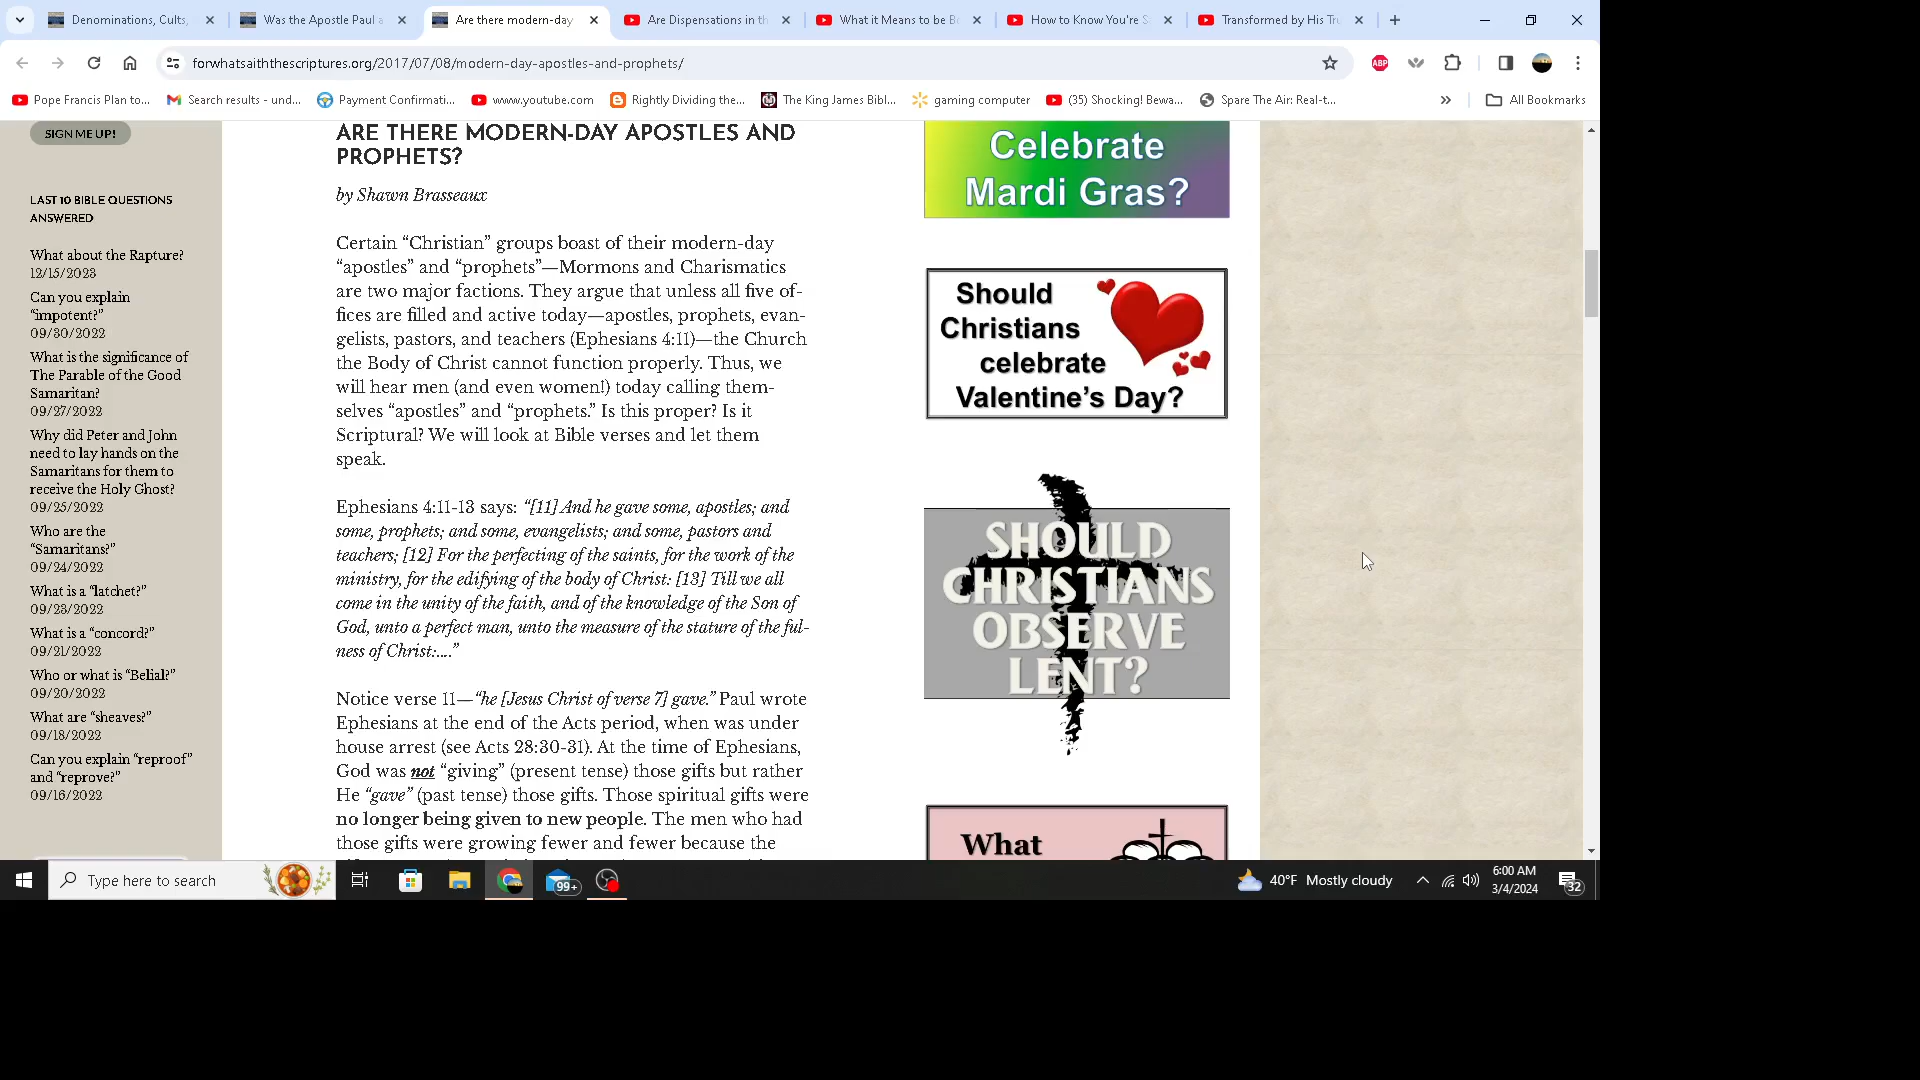 Denominations, Cults,
Was the Apostle Paul a
Are there modern-day
Are Dispensations in th
What it Means to be B
How to Know You're S
Transformed by His Tru
forwhatsaiththescriptures.org/2017/07/08/modern-day-apostles-and-prophets/
ABP
Pope Francis Plan to...
Search results - und...
Payment Confirmati...
www.youtube.com
Rightly Dividing the...
The King James Bibl...
gaming computer
(35) Shocking! Bewa...
Spare The Air: Real-t...
All Bookmarks
SIGN ME UP!
LAST 10 BIBLE QUESTIONS
ANSWERED
What about the Rapture?
12/15/2023
Can you explain
“impotent?”
09/30/2022
What is the significance of
The Parable of the Good
Samaritan?
09/27/2022
Why did Peter and John
need to lay hands on the
Samaritans for them to
receive the Holy Ghost?
09/25/2022
Who are the
“Samaritans?”
09/24/2022
What is a “latchet?”
09/23/2022
What is a “concord?”
09/21/2022
Who or what is “Belial?”
09/20/2022
What are “sheaves?”
09/18/2022
Can you explain “reproof”
and “reprove?”
09/16/2022
ARE THERE MODERN-DAY APOSTLES AND
PROPHETS?
by Shawn Brasseaux
Certain “Christian” groups boast of their modern-day
“apostles” and “prophets”—Mormons and Charismatics
are two major factions. They argue that unless all five of-
fices are filled and active today—apostles, prophets, evan-
gelists, pastors, and teachers (Ephesians 4:11)—the Church
the Body of Christ cannot function properly. Thus, we
will hear men (and even women!) today calling them-
selves “apostles” and “prophets.” Is this proper? Is it
Scriptural? We will look at Bible verses and let them
speak.
Ephesians 4:11-13 says: “[11] And he gave some, apostles; and
some, prophets; and some, evangelists; and some, pastors and
teachers; [12] For the perfecting of the saints, for the work of the
ministry, for the edifying of the body of Christ: [13] Till we all
come in the unity of the faith, and of the knowledge of the Son of
God, unto a perfect man, unto the measure of the stature of the ful-
ness of Christ:….”
Notice verse 11—“he [Jesus Christ of verse 7] gave.” Paul wrote
Ephesians at the end of the Acts period, when was under
house arrest (see Acts 28:30-31). At the time of Ephesians,
God was not “giving” (present tense) those gifts but rather
He “gave” (past tense) those gifts. Those spiritual gifts were
no longer being given to new people. The men who had
those gifts were growing fewer and fewer because the
Celebrate
Mardi Gras?
Should
Christians
celebrate
Valentine’s Day?
SHOULD
CHRISTIANS
OBSERVE
LENT?
What
Type here to search
99+
40°F Mostly cloudy
6:00 AM
3/4/2024
32